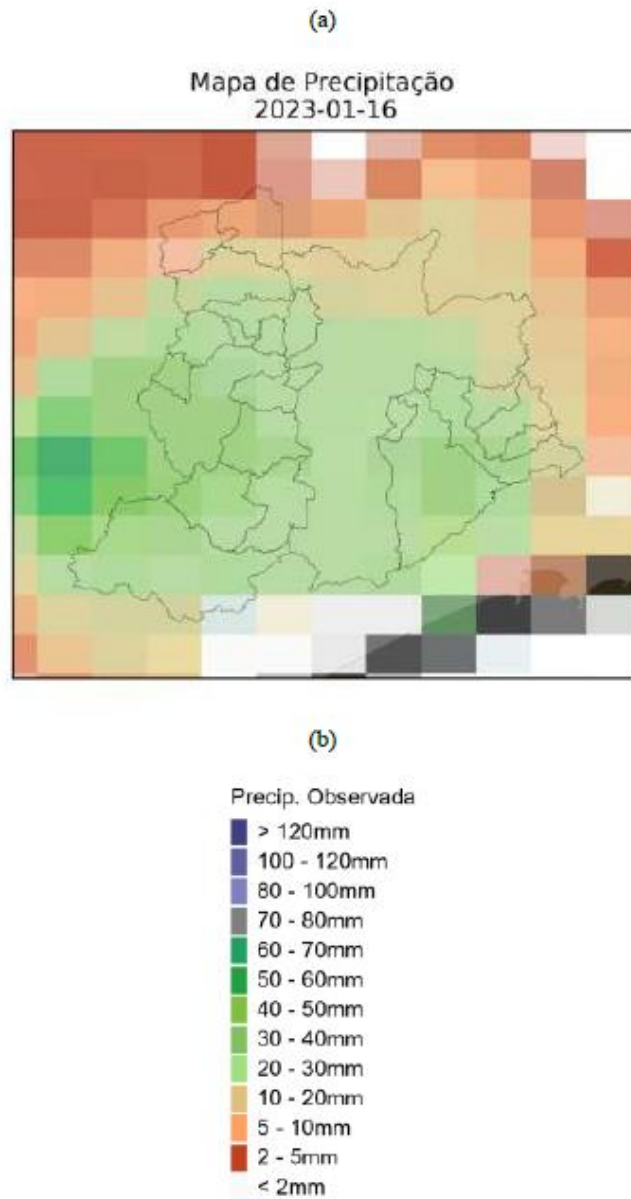 (a)
Mapa de Precipitação
2023-01-16
(b)
Precip. Observada
> 120mm
100 - 120mm
80 - 100mm
70 - 80mm
60 - 70mm
50 - 60mm
40 - 50mm
30 - 40mm
20 - 30mm
10 - 20mm
5 - 10mm
2 - 5mm
< 2mm